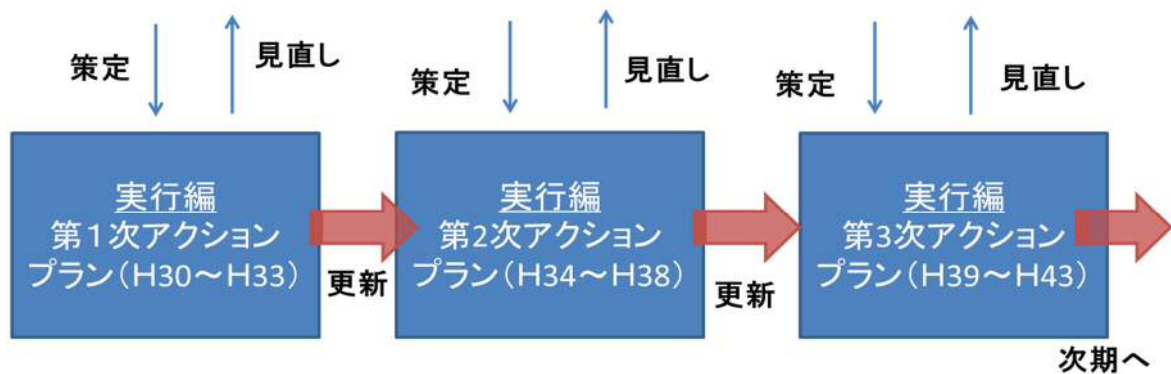 策定
見直し
策定
見直し
策定
見直し
実行編
第１次アクション
プラン（H30～H33）
更新
実行編
第2次アクション
プラン（H34～H38）
更新
実行編
第3次アクション
プラン（H39～H43）
次期へ